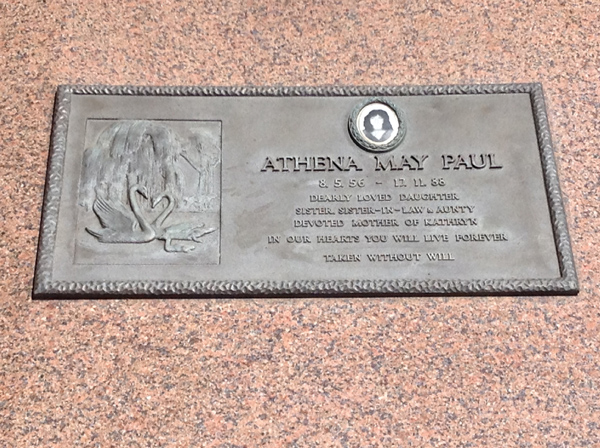 ATHENA MAY PAUL
8. 5. 56 - 17. 11. 88
DEARLY LOVED DAUGHTER
SISTER, SISTER-IN-LAW & AUNTY
DEVOTED MOTHER OF KATHRYN
IN OUR HEARTS YOU WILL LIVE FOREVER
TAKEN WITHOUT WILL